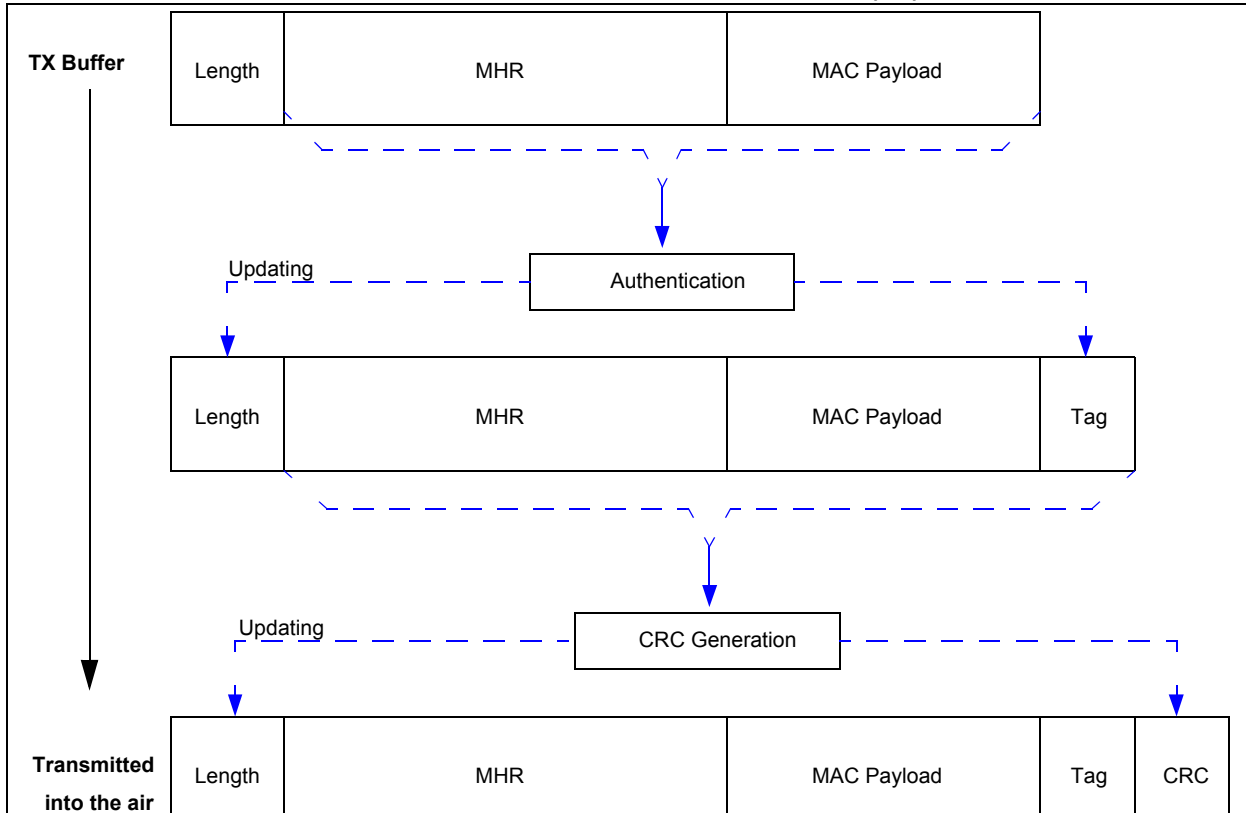 TX Buffer
Length MHR MAC Payload
Updating
Authentication
Length MHR MAC Payload Tag
Updating
CRC Generation
Transmitted
into the air
Length MHR MAC Payload Tag CRC